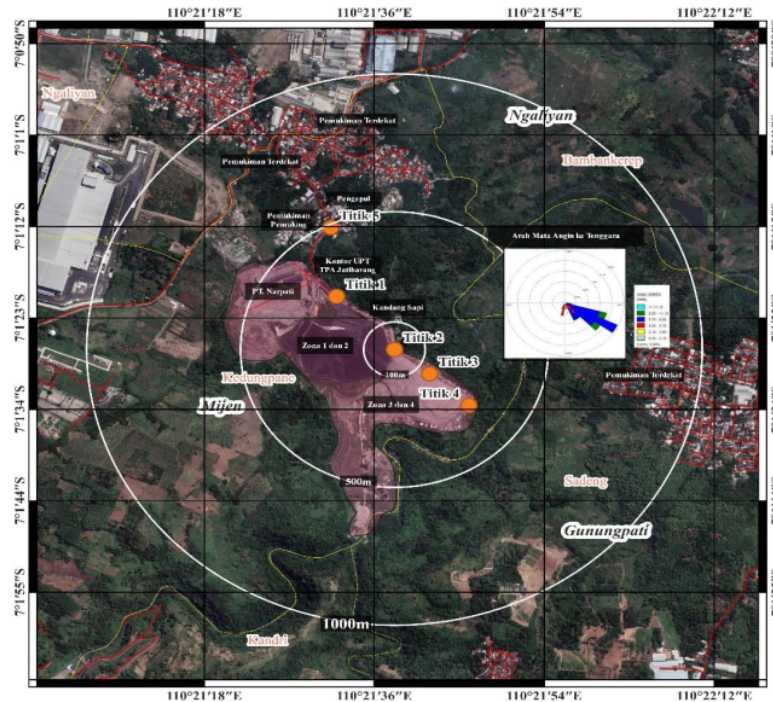 110°21′18″E 110°21′36″E 110°21′54″E 110°22′12″E
7°0′50″S
Ngaliyan
Ngaliyan
7°1′1″S
Pemukiman Terdekat
Pemukiman Terdekat
Bambankerep
Pengepul
7°1′12″S
Pemukiman
Pemulung
Titik 5
Arah Mata Angin ke Tenggara
Kantor UPT
TPA Jatibarang
PT. Narpati
Titik 1
Kandang Sapi
7°1′23″S
Zona 1 dan 2
Titik 2
Titik 3
Kedungpane
100m
Pemukiman Terdekat
Titik 4
Mijen
Zona 3 dan 4
7°1′34″S
500m
Sadeng
7°1′44″S
Gunungpati
7°1′55″S
1000m
Kandri
110°21′18″E 110°21′36″E 110°21′54″E 110°22′12″E